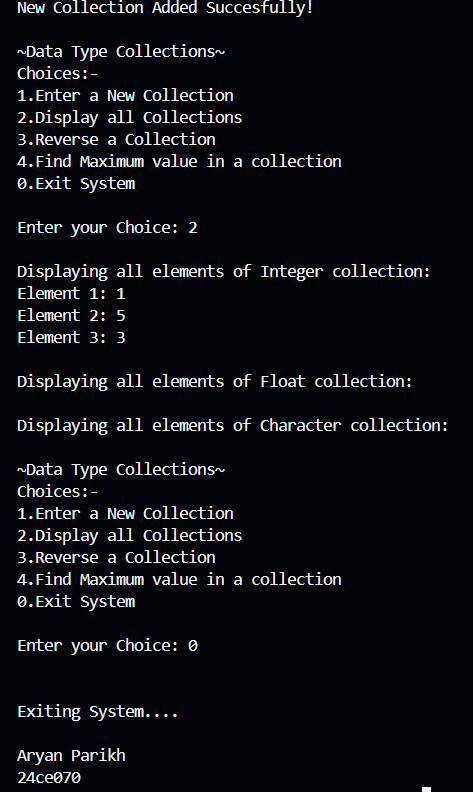 New Collection Added Succesfully!
~Data Type Collections~
Choices:-
1.Enter a New Collection
2.Display all Collections
3.Reverse a Collection
4.Find Maximum value in a collection
0.Exit System
Enter your Choice: 2
Displaying all elements of Integer collection:
Element 1: 1
Element 2: 5
Element 3: 3
Displaying all elements of Float collection:
Displaying all elements of Character collection:
~Data Type Collections~
Choices:-
1.Enter a New Collection
2.Display all Collections
3.Reverse a Collection
4.Find Maximum value in a collection
0.Exit System
Enter your Choice: 0
Exiting System....
Aryan Parikh
24ce070